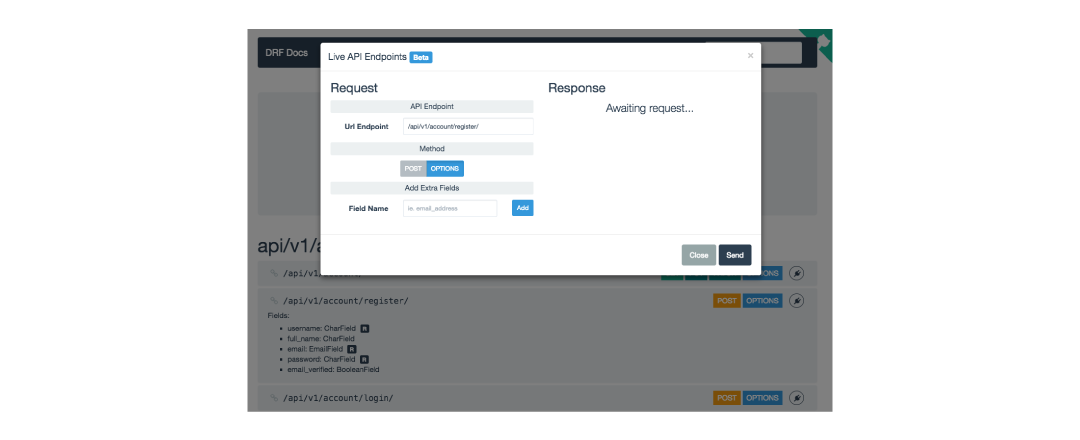 DRF Docs
Live API Endpoints Beta ×
Request
Response
API Endpoint
Awaiting request...
Url Endpoint /api/v1/account/register/
Method
POST OPTIONS
Add Extra Fields
Field Name ie. email_address Add
Close Send
api/v1/
/api/v1
/api/v1/account/register/ POST OPTIONS
Fields:
• username: CharField R
• full_name: CharField
• email: EmailField R
• password: CharField R
• email_verified: BooleanField
/api/v1/account/login/ POST OPTIONS